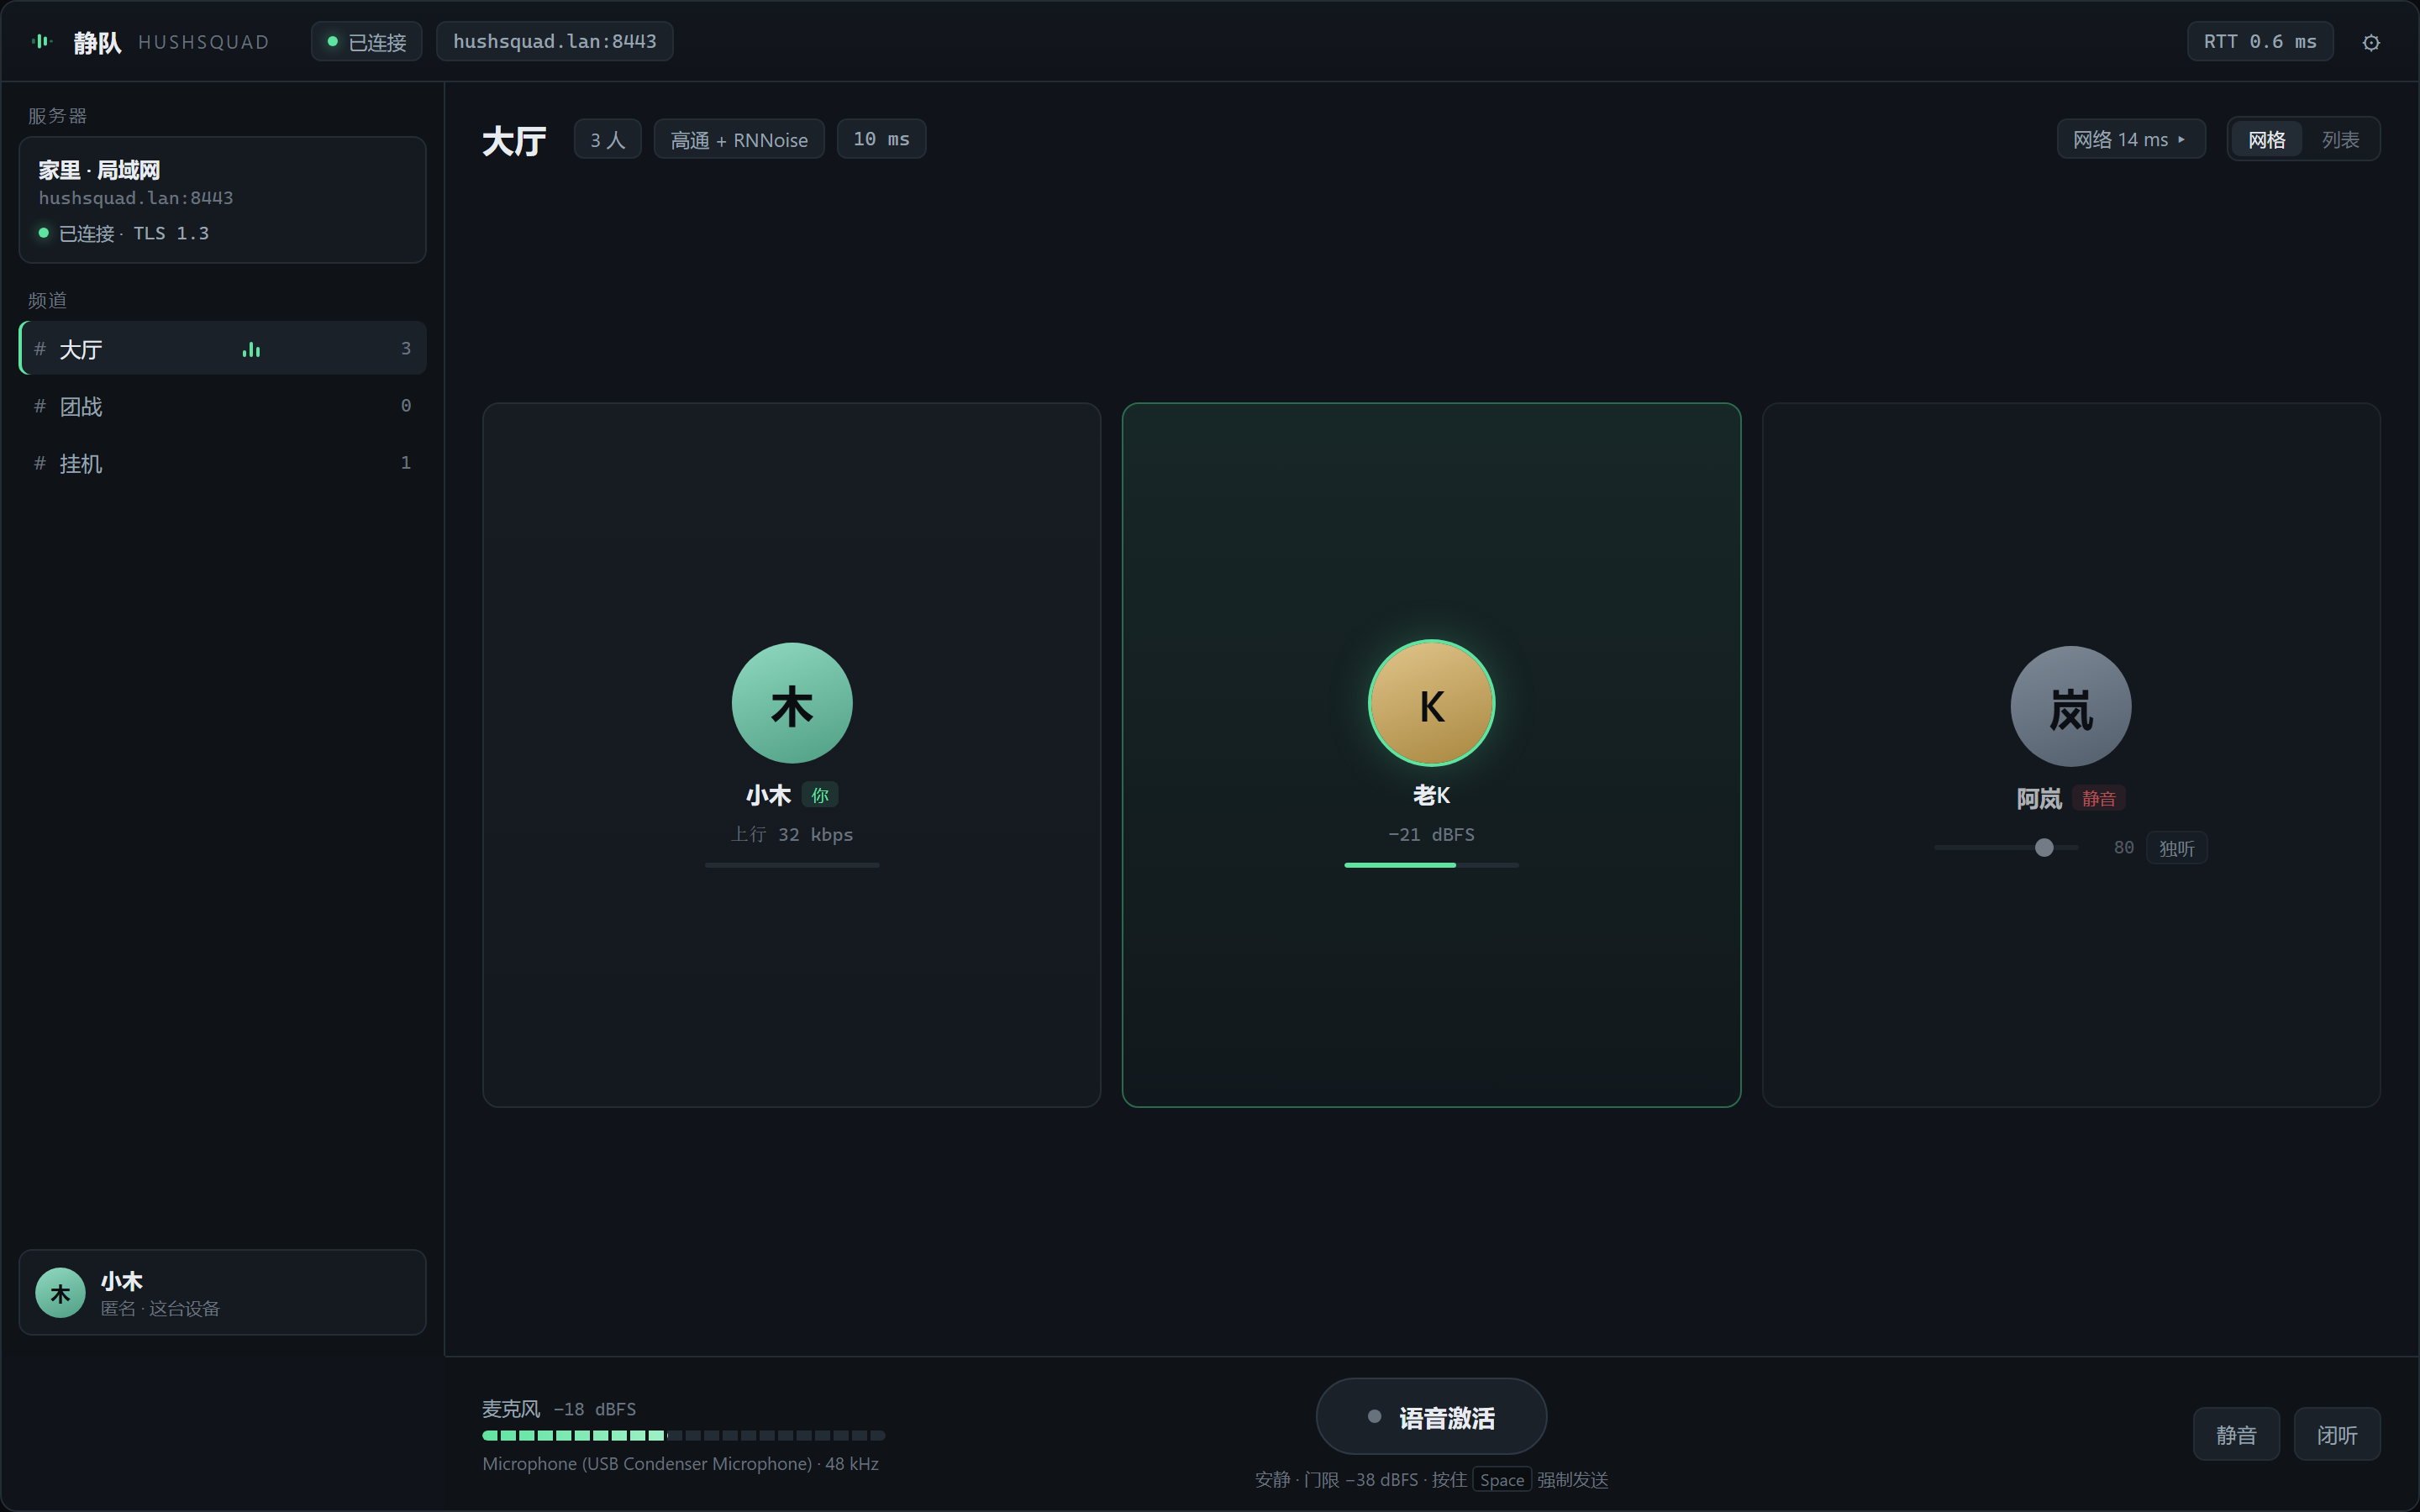 静队 HUSHSQUAD 已连接 hushsquad.lan:8443 RTT 0.6 ms
服务器
家里 · 局域网
hushsquad.lan:8443
已连接 · TLS 1.3
频道
# 大厅 3
# 团战 0
# 挂机 1
木
小木
匿名 · 这台设备
大厅 3 人 高通 + RNNoise 10 ms 网络 14 ms ▸ 网格 列表
木
小木 你
上行 32 kbps
K
老K
−21 dBFS
岚
阿岚 静音
80 独听
麦克风 −18 dBFS
Microphone (USB Condenser Microphone) · 48 kHz
语音激活
安静 · 门限 −38 dBFS · 按住 Space 强制发送
静音 闭听